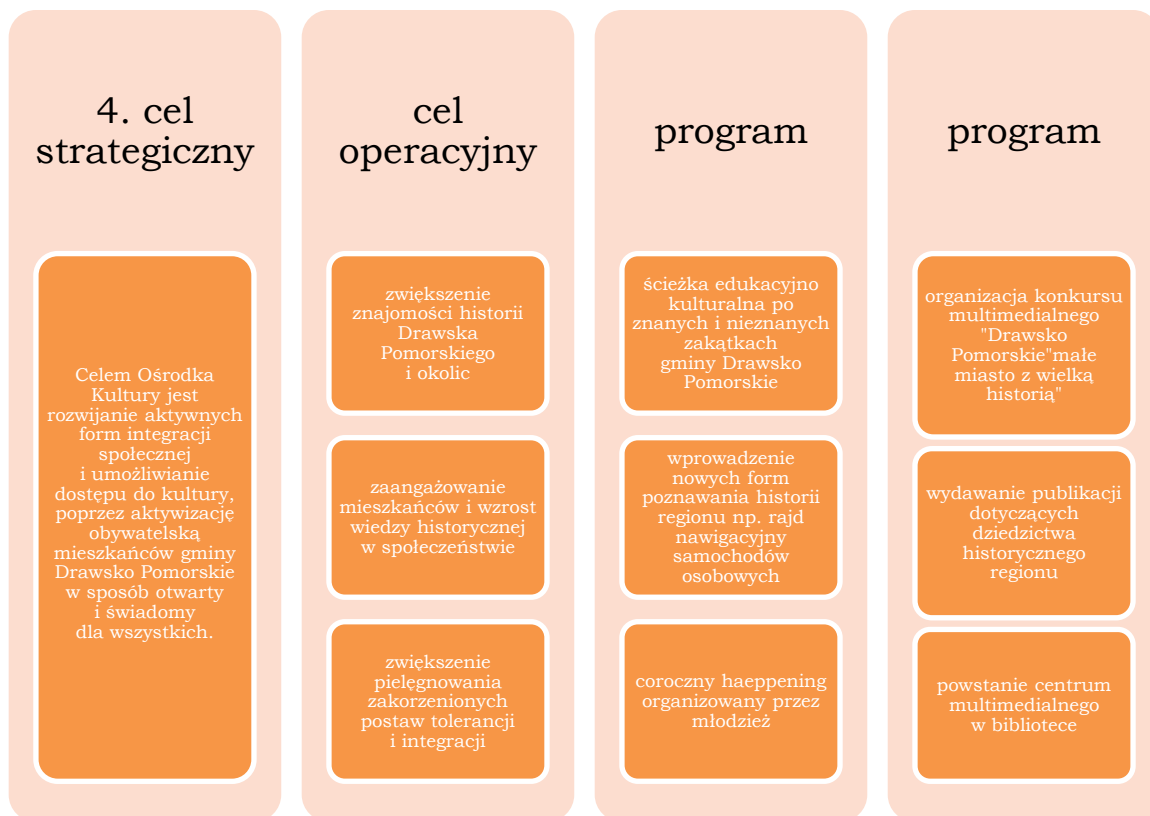 4. cel
strategiczny
Celem Ośrodka
Kultury jest
rozwijanie aktywnych
form integracji
społecznej
i umożliwianie
dostępu do kultury,
poprzez aktywizację
obywatelską
mieszkańców gminy
Drawsko Pomorskie
w sposób otwarty
i świadomy
dla wszystkich.
cel
operacyjny
zwiększenie
znajomości historii
Drawska
Pomorskiego
i okolic
zaangażowanie
mieszkańców i wzrost
wiedzy historycznej
w społeczeństwie
zwiększenie
pielęgnowania
zakorzenionych
postaw tolerancji
i integracji
program
ścieżka edukacyjno
kulturalna po
znanych i nieznanych
zakątkach
gminy Drawsko
Pomorskie
wprowadzenie
nowych form
poznawania historii
regionu np. rajd
nawigacyjny
samochodów
osobowych
coroczny haeppening
organizowany przez
młodzież
program
organizacja konkursu
multimedialnego
"Drawsko
Pomorskie"małe
miasto z wielką
historią"
wydawanie publikacji
dotyczących
dziedzictwa
historycznego
regionu
powstanie centrum
multimedialnego
w bibliotece